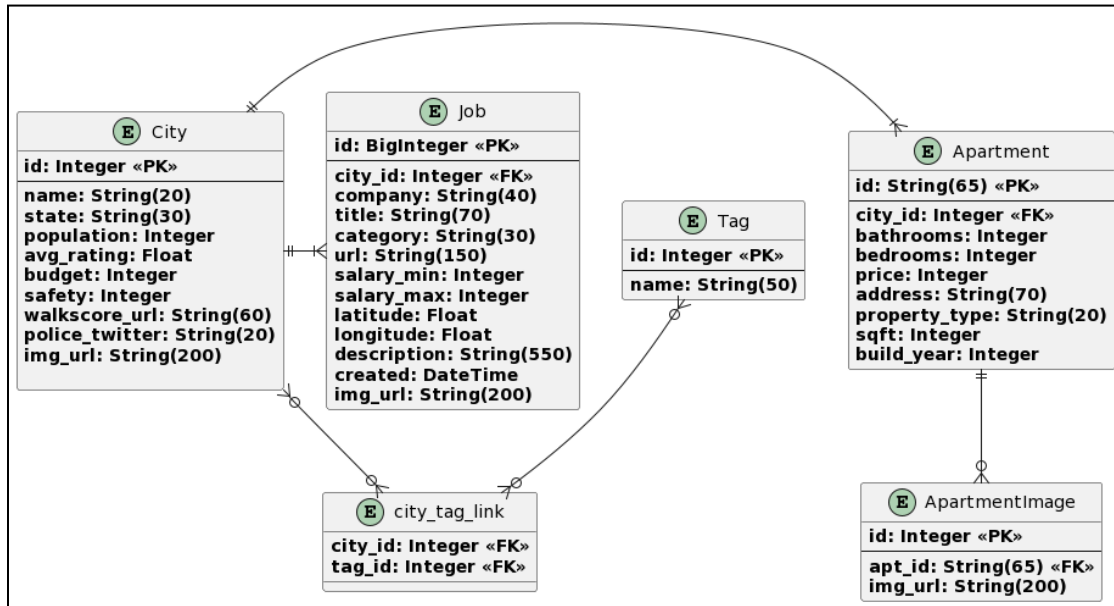 E City
id: Integer «PK»
name: String(20)
state: String(30)
population: Integer
avg_rating: Float
budget: Integer
safety: Integer
walkscore_url: String(60)
police_twitter: String(20)
img_url: String(200)
E Job
id: BigInteger «PK»
city_id: Integer «FK»
company: String(40)
title: String(70)
category: String(30)
url: String(150)
salary_min: Integer
salary_max: Integer
latitude: Float
longitude: Float
description: String(550)
created: DateTime
img_url: String(200)
E Tag
id: Integer «PK»
name: String(50)
E Apartment
id: String(65) «PK»
city_id: Integer «FK»
bathrooms: Integer
bedrooms: Integer
price: Integer
address: String(70)
property_type: String(20)
sqft: Integer
build_year: Integer
E city_tag_link
city_id: Integer «FK»
tag_id: Integer «FK»
E ApartmentImage
id: Integer «PK»
apt_id: String(65) «FK»
img_url: String(200)